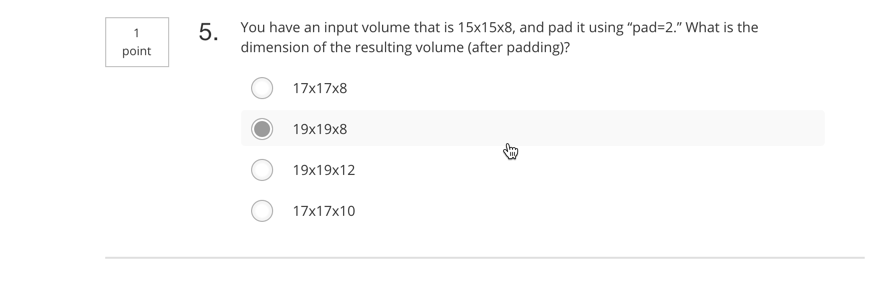 1
point
5.
You have an input volume that is 15x15x8, and pad it using “pad=2.” What is the
dimension of the resulting volume (after padding)?
17x17x8
19x19x8
19x19x12
17x17x10